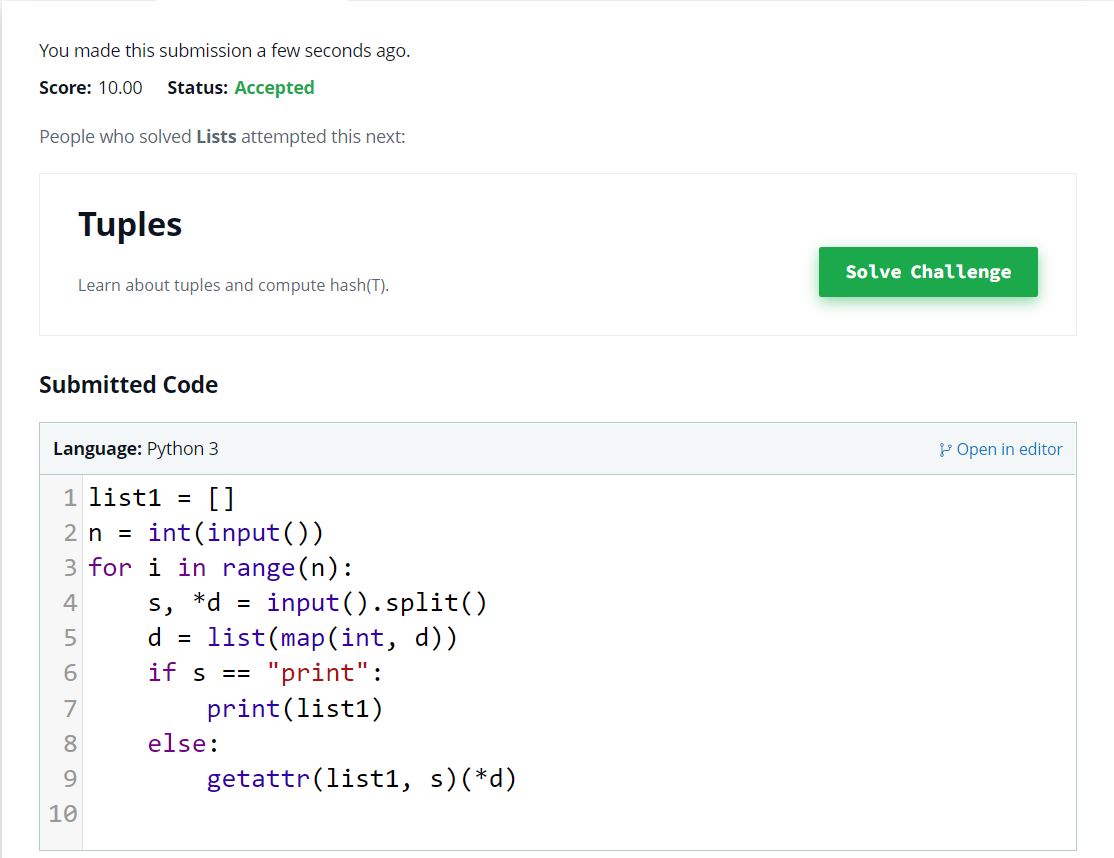 You made this submission a few seconds ago.
Score: 10.00 Status: Accepted
People who solved Lists attempted this next:
Tuples
Learn about tuples and compute hash(T).
Solve Challenge
Submitted Code
Language: Python 3
Open in editor
1 list1 = []
2 n = int(input())
3 for i in range(n):
4     s, *d = input().split()
5     d = list(map(int, d))
6     if s == "print":
7         print(list1)
8     else:
9         getattr(list1, s)(*d)
10